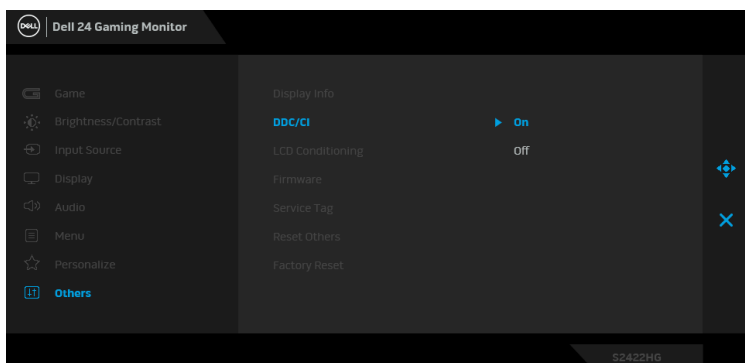 DELL Dell 24 Gaming Monitor
Game
Brightness/Contrast
Input Source
Display
Audio
Menu
Personalize
Others
Display Info
DDC/CI On
LCD Conditioning Off
Firmware
Service Tag
Reset Others
Factory Reset
S2422HG